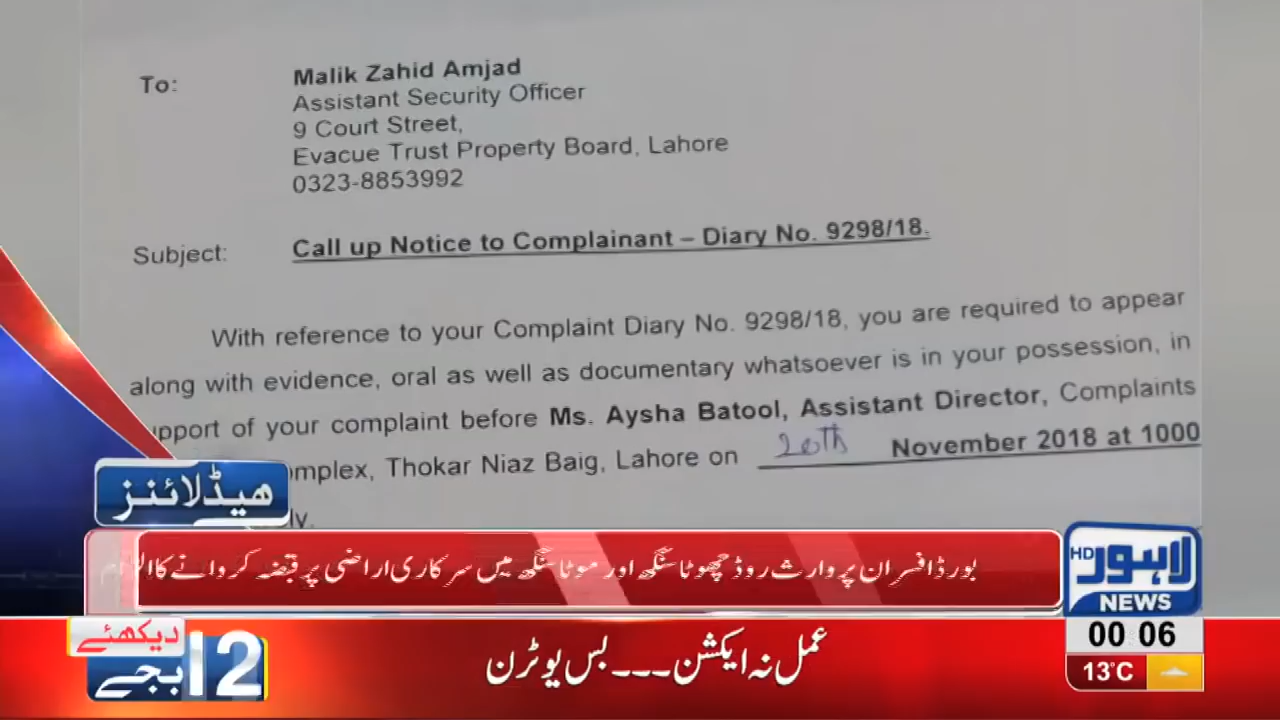 To:
Malik Zahid Amjad
Assistant Security Officer
9 Court Street,
Evacue Trust Property Board, Lahore
0323-8853992
Subject:
Call up Notice to Complainant – Diary No. 9298/18.
With reference to your Complaint Diary No. 9298/18, you are required to appear
along with evidence, oral as well as documentary whatsoever is in your possession, in
pport of your complaint before Ms. Aysha Batool, Assistant Director, Complaints
mplex, Thokar Niaz Baig, Lahore on 20th November 2018 at 1000
ly.
ھیڈلائنز
بورڈ افسران پر وارث روڈ چھوٹا سنگھ اور موٹا سنگھ میں سرکاری اراضی پر قبضہ کروانے کا
HD لاہور
NEWS
00 06
13°C
دیکھئے
12 بجے
عمل نہ ایکشن۔۔۔ بس یوٹرن